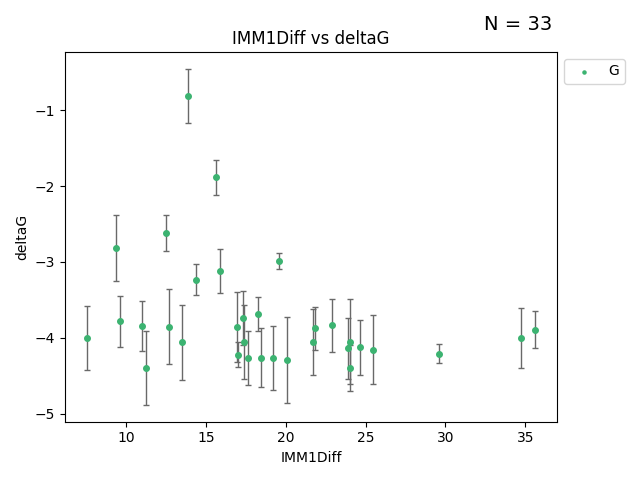 N = 33
IMM1Diff vs deltaG
G
deltaG
−1
−2
−3
−4
−5
10 15 20 25 30 35
IMM1Diff